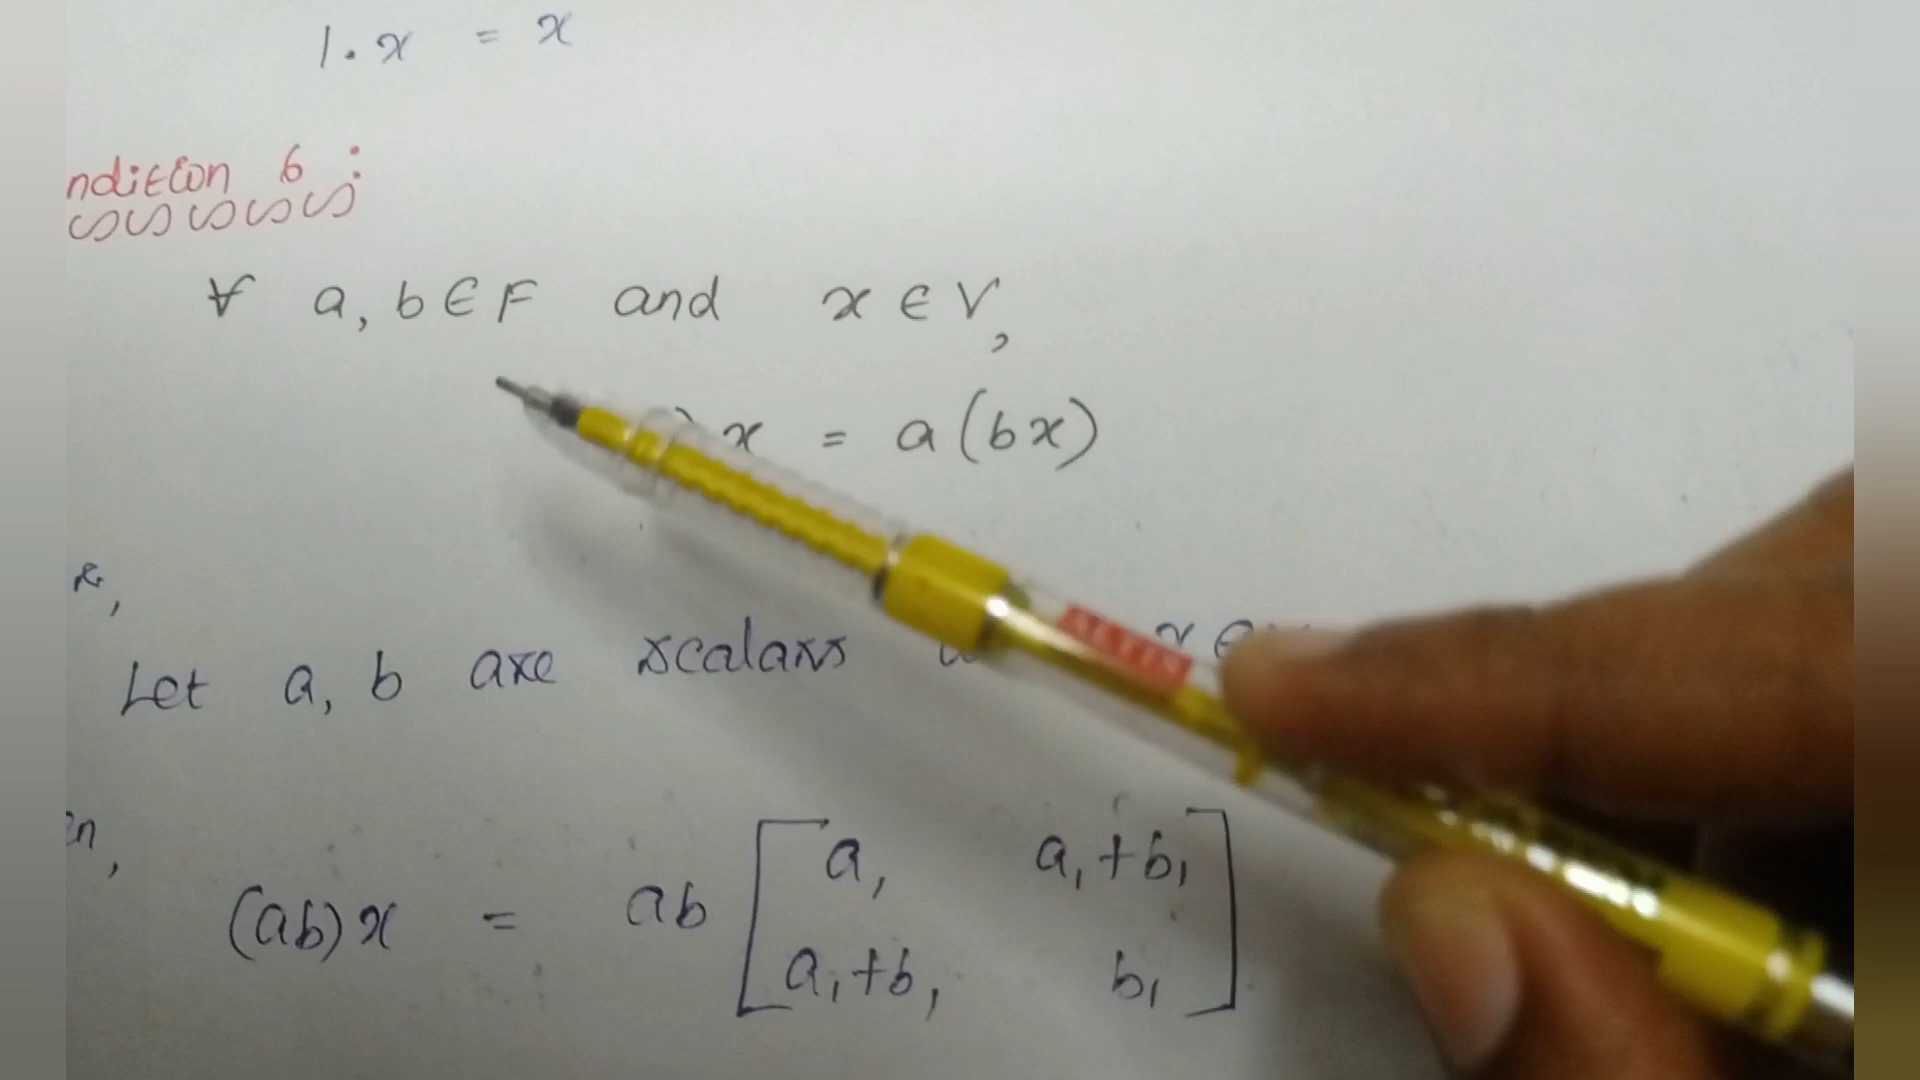 1.x = x
ndition 6:
∀ a, b ∈ F and x ∈ V,
x = a(bx)
Let a, b are scalars x ∈
(ab)x = ab [ a₁ a₁+b₁
a₁+b₁ b₁ ]